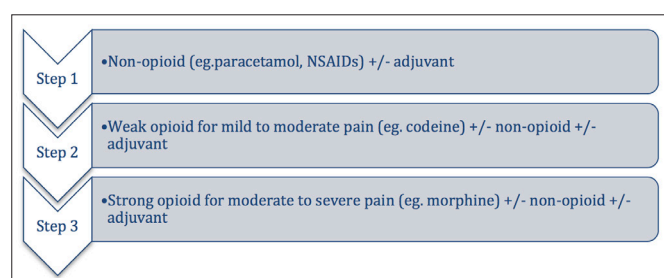 Step 1
•Non-opioid (eg.paracetamol, NSAIDs) +/- adjuvant
Step 2
•Weak opioid for mild to moderate pain (eg. codeine) +/- non-opioid +/-
adjuvant
Step 3
•Strong opioid for moderate to severe pain (eg. morphine) +/- non-opioid +/-
adjuvant